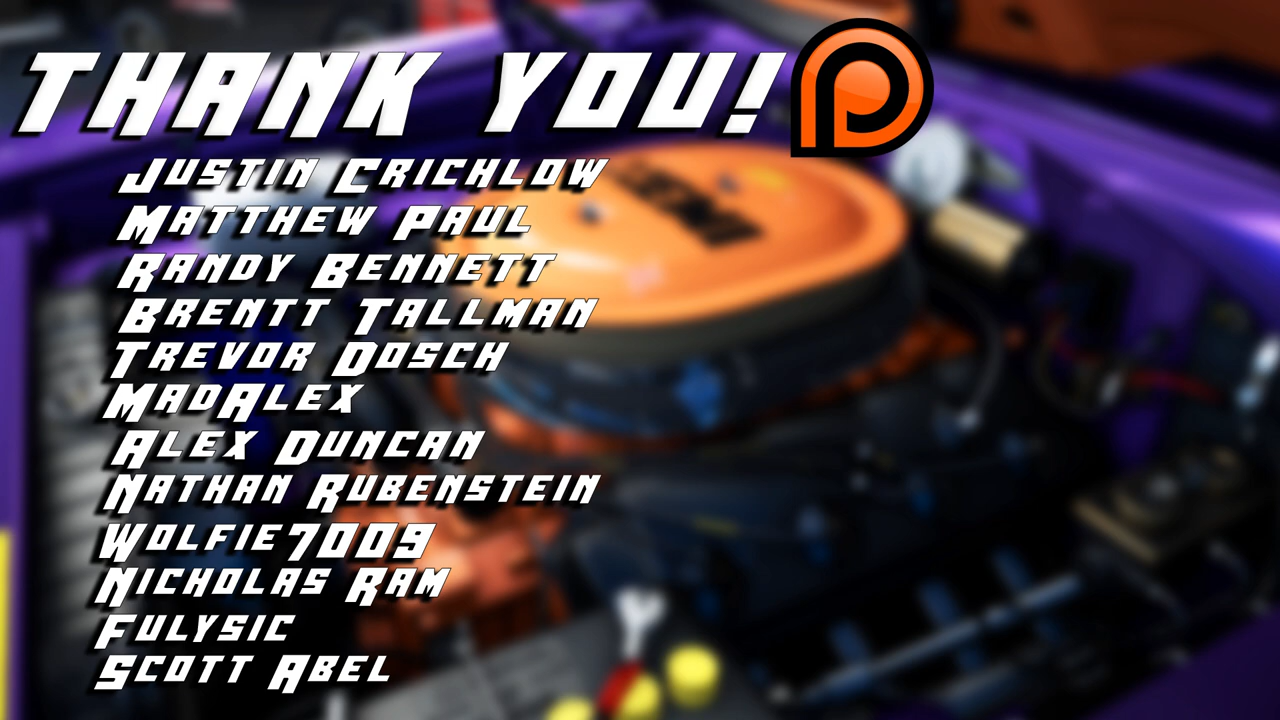 THANK YOU!
JUSTIN CRICHLOW
MATTHEW PAUL
RANDY BENNETT
BRENTT TALLMAN
TREVOR DOSCH
MADALEX
ALEX DUNCAN
NATHAN RUBENSTEIN
WOLFIE7009
NICHOLAS RAM
FULYSIC
SCOTT ABEL